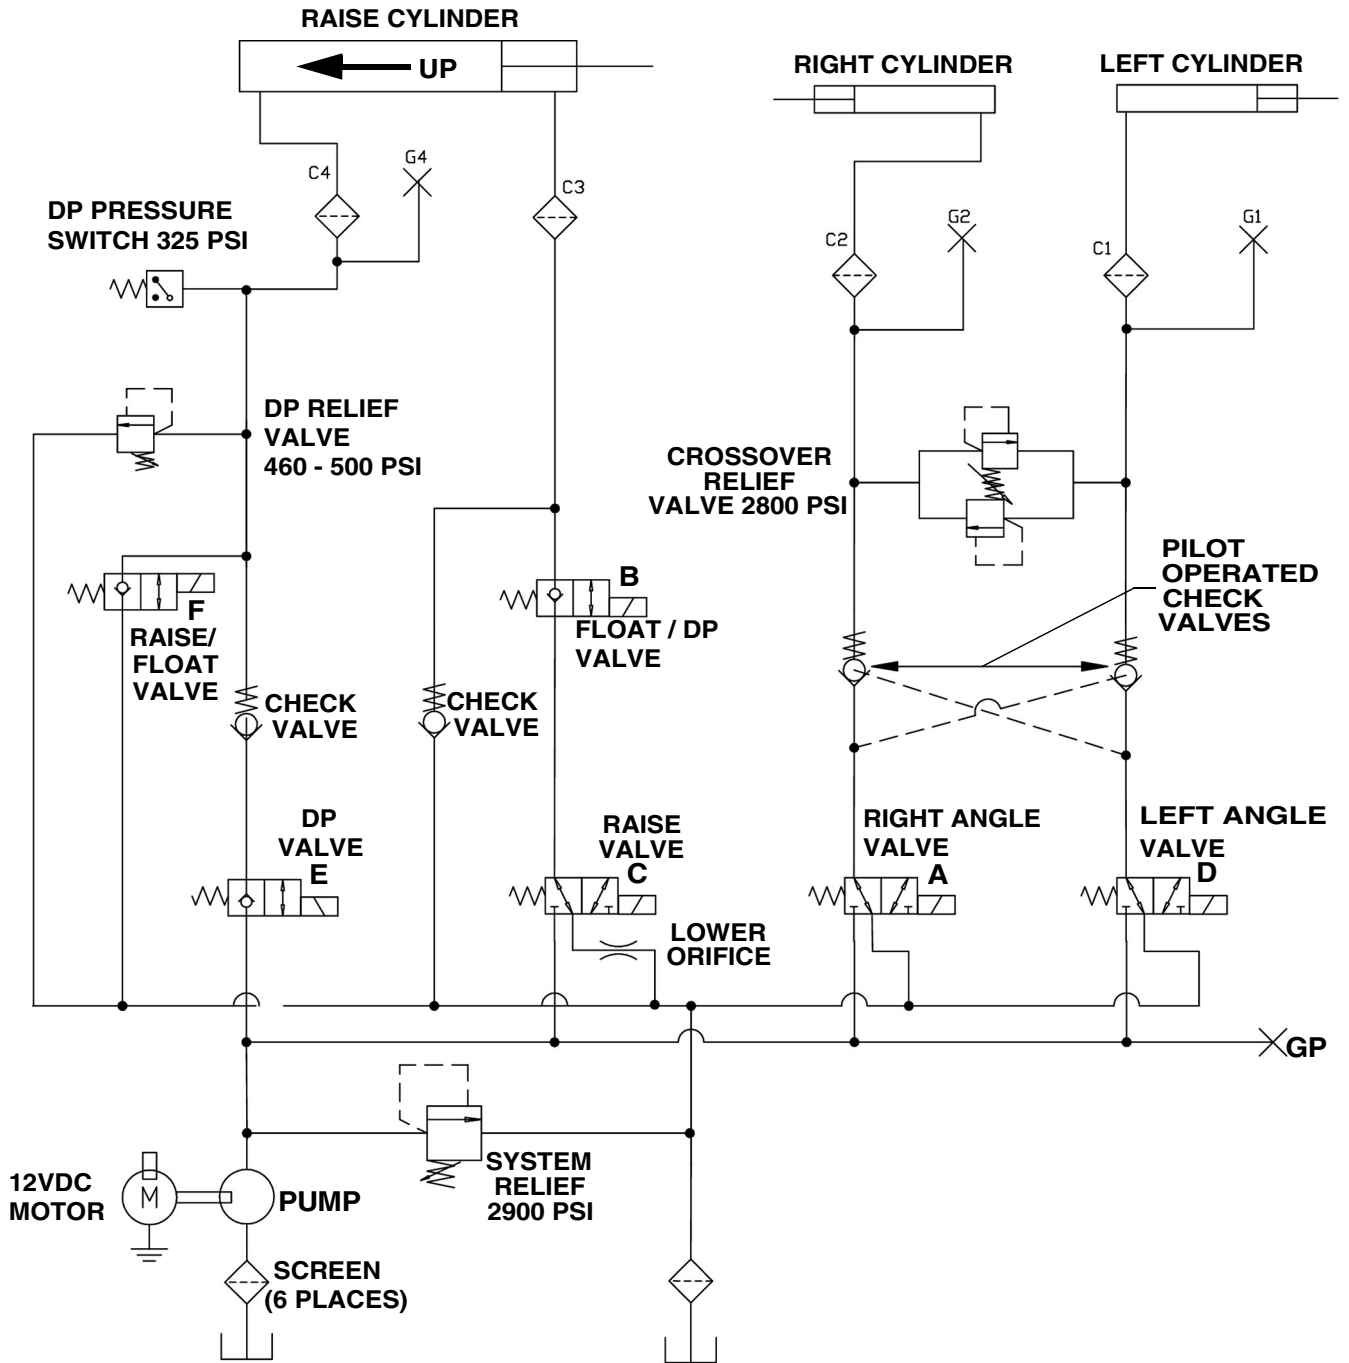 RAISE CYLINDER
UP
RIGHT CYLINDER
LEFT CYLINDER
C4
G4
C3
DP PRESSURE
SWITCH 325 PSI
C2
G2
C1
G1
DP RELIEF
VALVE
460 - 500 PSI
CROSSOVER
RELIEF
VALVE 2800 PSI
PILOT
OPERATED
CHECK
VALVES
F
RAISE/
FLOAT
VALVE
B
FLOAT / DP
VALVE
CHECK
VALVE
CHECK
VALVE
DP
VALVE
E
RAISE
VALVE
C
RIGHT ANGLE
VALVE
A
LEFT ANGLE
VALVE
D
LOWER
ORIFICE
GP
12VDC
MOTOR
M
PUMP
SYSTEM
RELIEF
2900 PSI
SCREEN
(6 PLACES)